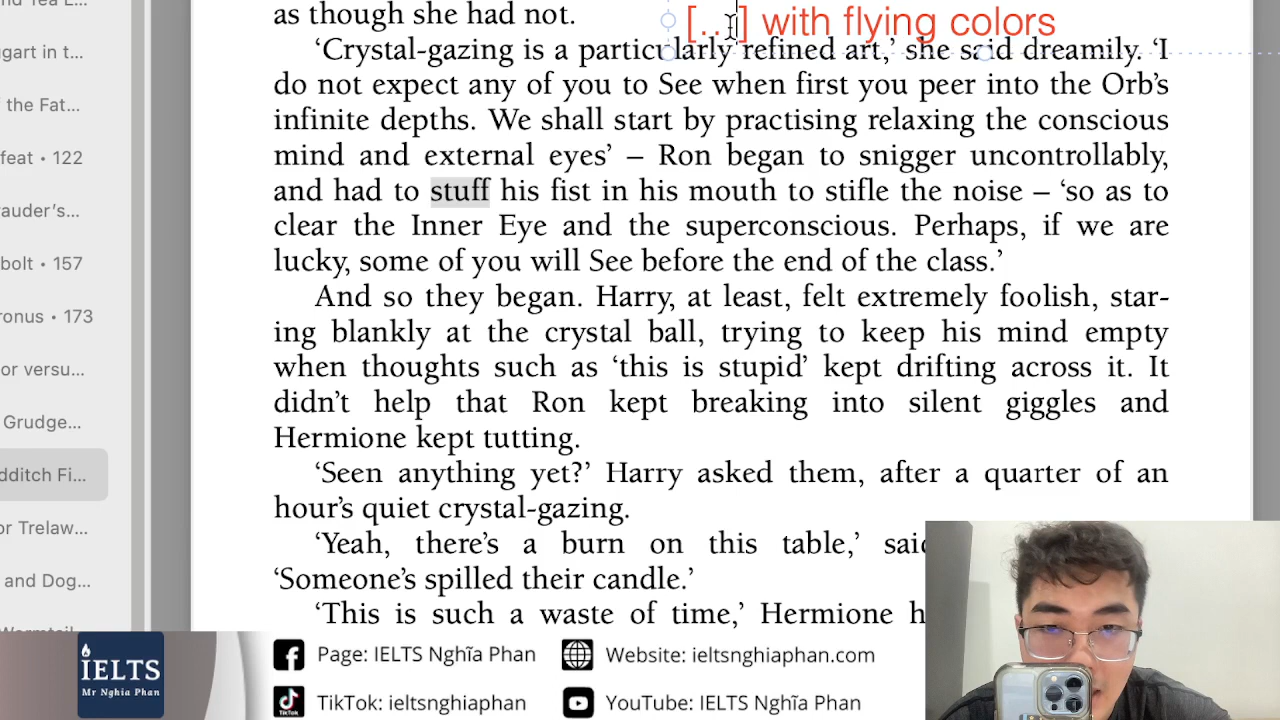 as though she had not.
[...] with flying colors
‘Crystal-gazing is a particularly refined art,’ she said dreamily. ‘I
do not expect any of you to See when first you peer into the Orb’s
infinite depths. We shall start by practising relaxing the conscious
mind and external eyes’ – Ron began to snigger uncontrollably,
and had to stuff his fist in his mouth to stifle the noise – ‘so as to
clear the Inner Eye and the superconscious. Perhaps, if we are
lucky, some of you will See before the end of the class.’
And so they began. Harry, at least, felt extremely foolish, star-
ing blankly at the crystal ball, trying to keep his mind empty
when thoughts such as ‘this is stupid’ kept drifting across it. It
didn’t help that Ron kept breaking into silent giggles and
Hermione kept tutting.
‘Seen anything yet?’ Harry asked them, after a quarter of an
hour’s quiet crystal-gazing.
‘Yeah, there’s a burn on this table,’
‘Someone’s spilled their candle.’
‘This is such a waste of time,’ Hermione
ggart in t...
the Fat...
feat • 122
rauder’s...
bolt • 157
ronus • 173
or versu...
Grudge...
dditch Fi...
or Trelaw...
and Dog...
IELTS
Mr Nghia Phan
Page: IELTS Nghĩa Phan
Website: ieltsnghiaphan.com
TikTok: ieltsnghiaphan
YouTube: IELTS Nghĩa Phan